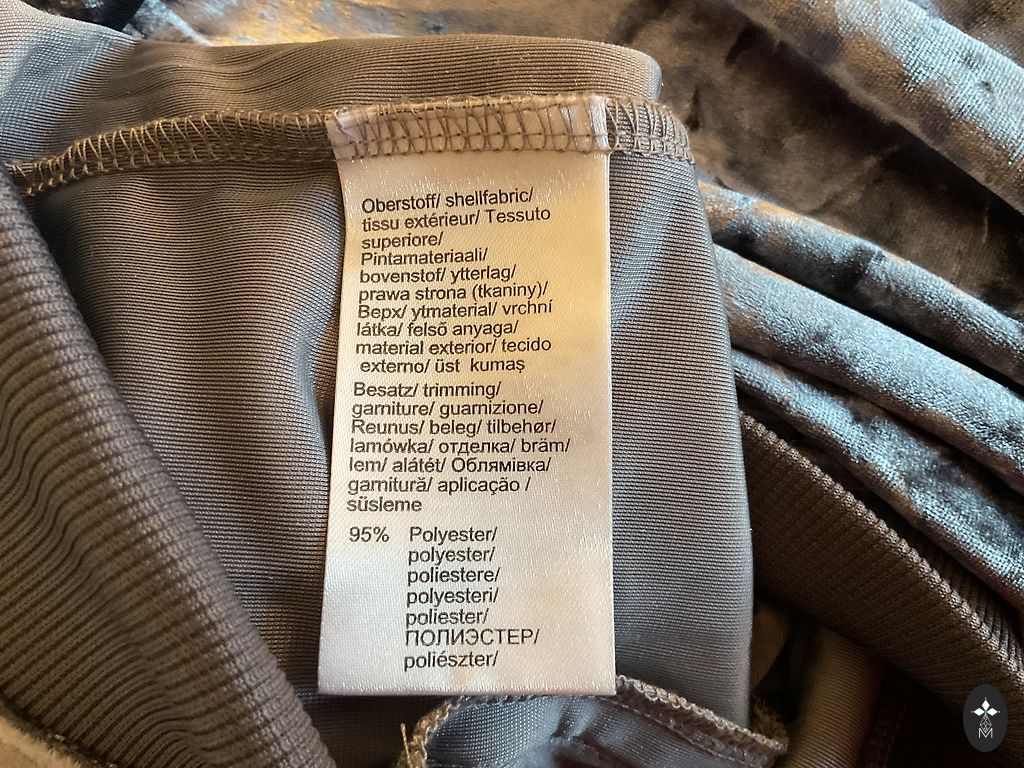 Oberstoff/ shellfabric/
tissu extérieur/ Tessuto
superiore/
Pintamateriaali/
bovenstof/ ytterlag/
prawa strona (tkaniny)/
Верх/ ytmaterial/ vrchní
látka/ felső anyaga/
material exterior/ tecido
externo/ üst kumaş
Besatz/ trimming/
garniture/ guarnizione/
Reunus/ beleg/ tilbehør/
lamówka/ отделка/ bräm/
lem/ alátét/ Облямівка/
garnitură/ aplicação /
süsleme
95% Polyester/
polyester/
poliestere/
polyesteri/
poliester/
ПОЛИЭСТЕР/
poliészter/
M